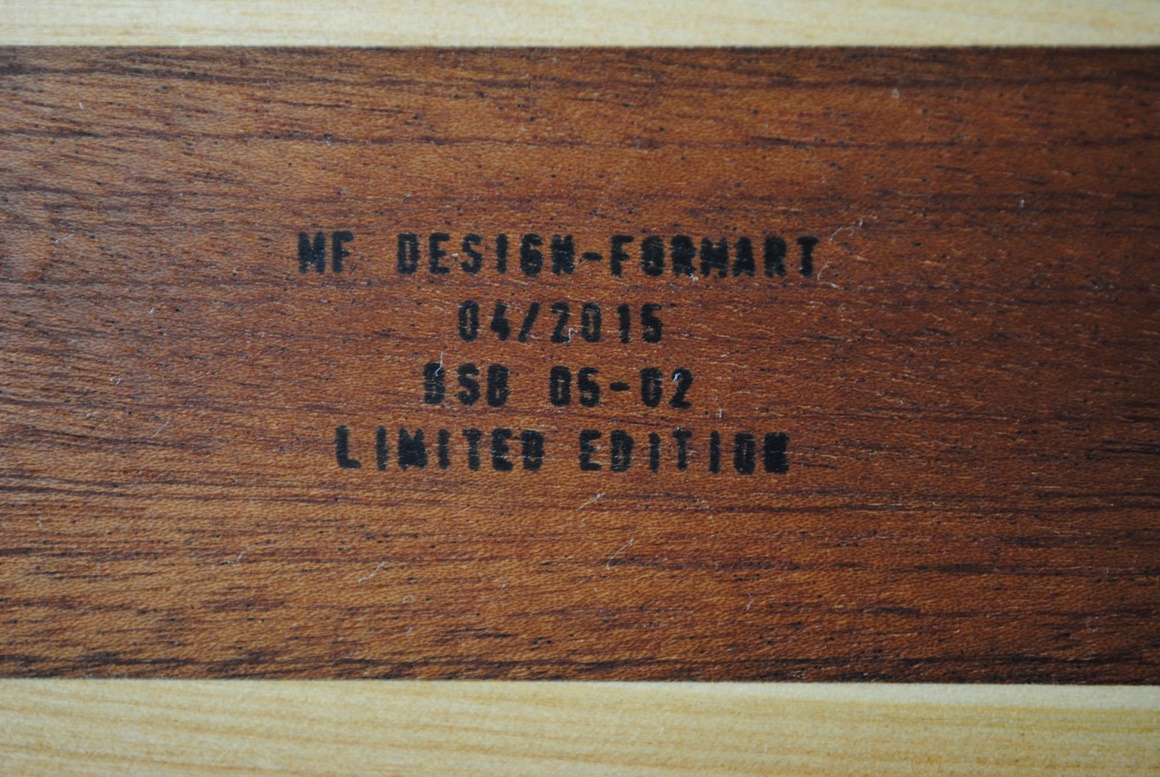 MF DESIGN-FORMART
04/2015
BSB 05-02
LIMITED EDITION